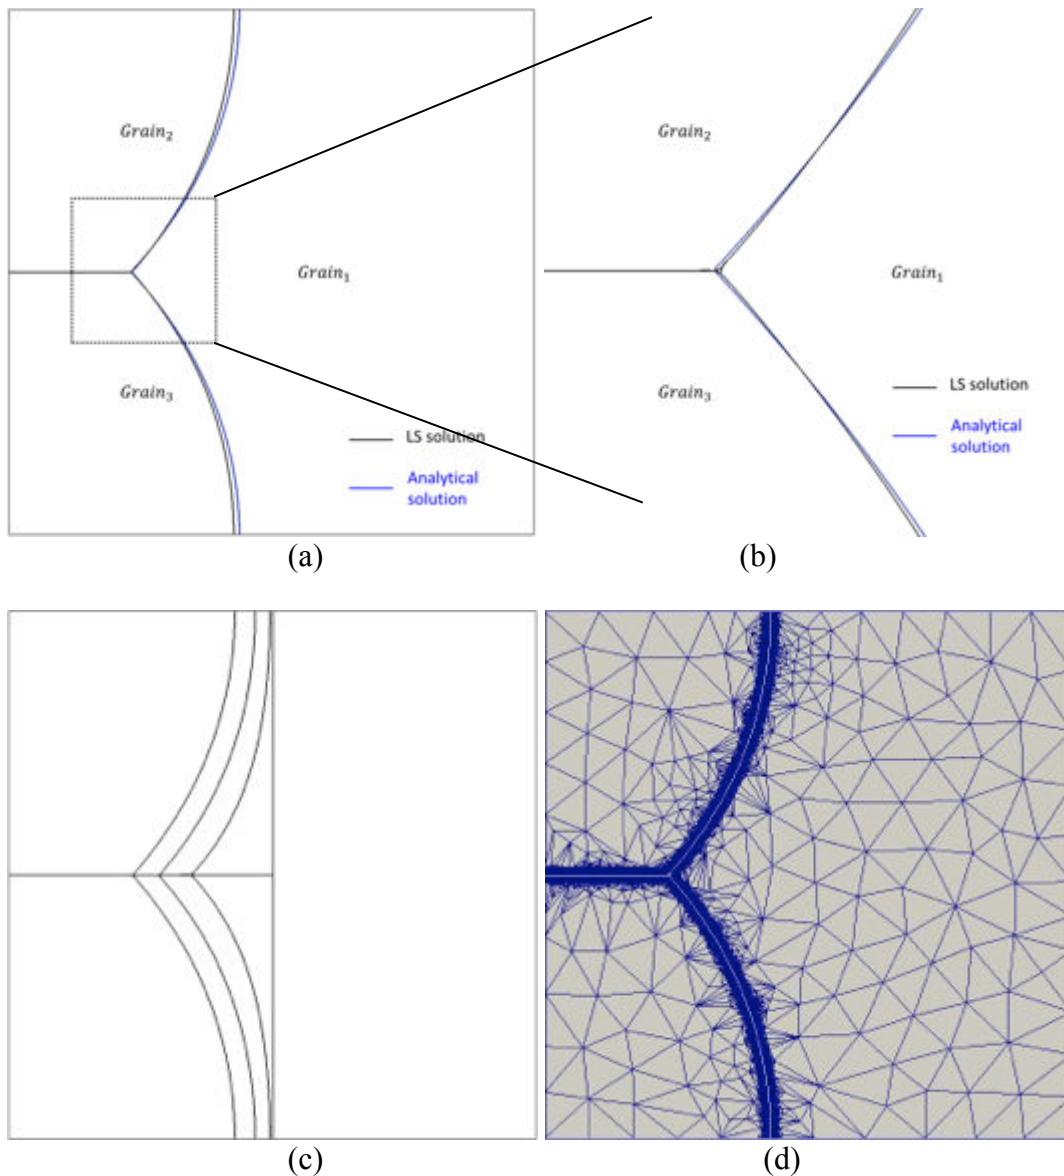 Grain₂
Grain₁
Grain₃
LS solution
Analytical
solution
(a)
Grain₂
Grain₁
Grain₃
LS solution
Analytical
solution
(b)
(c)
(d)